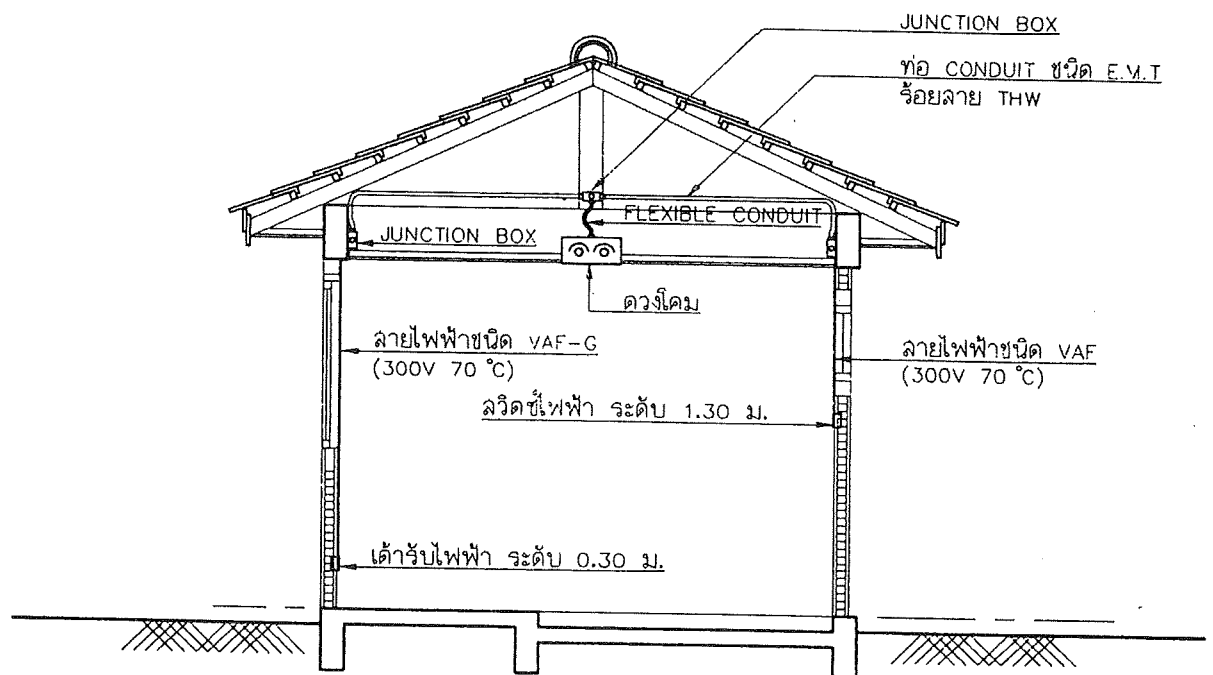 JUNCTION BOX
ท่อ CONDUIT ชนิด E.M.T
ร้อยสาย THW
FLEXIBLE CONDUIT
JUNCTION BOX
ดวงโคม
สายไฟฟ้าชนิด VAF-G
(300V 70 °C)
สายไฟฟ้าชนิด VAF
(300V 70 °C)
สวิตช์ไฟฟ้า ระดับ 1.30 ม.
เต้ารับไฟฟ้า ระดับ 0.30 ม.